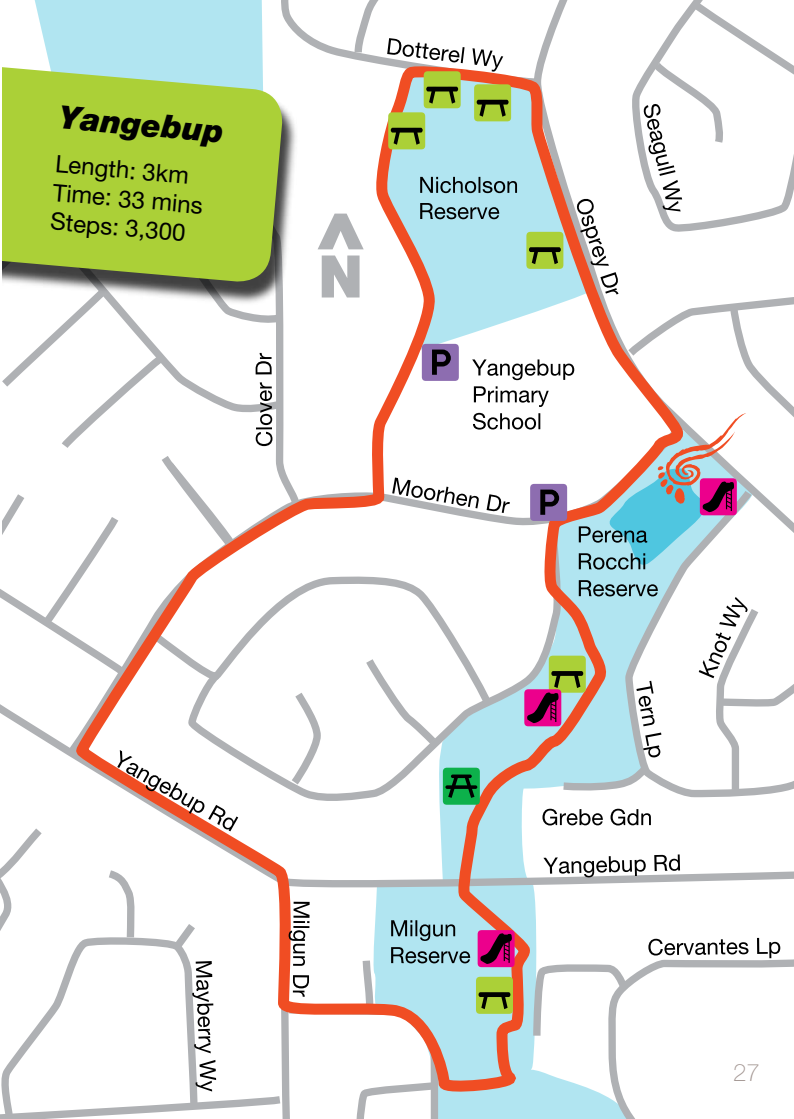 Dotterel Wy
Yangebup
Length: 3km
Time: 33 mins
Steps: 3,300
Seagull Wy
Nicholson
Reserve
Osprey Dr
N
Clover Dr
P
Yangebup
Primary
School
Moorhen Dr
P
Perena
Rocchi
Reserve
Knot Wy
Tern Lp
Yangebup Rd
Grebe Gdn
Yangebup Rd
Milgun Dr
Milgun
Reserve
Cervantes Lp
Mayberry Wy
27